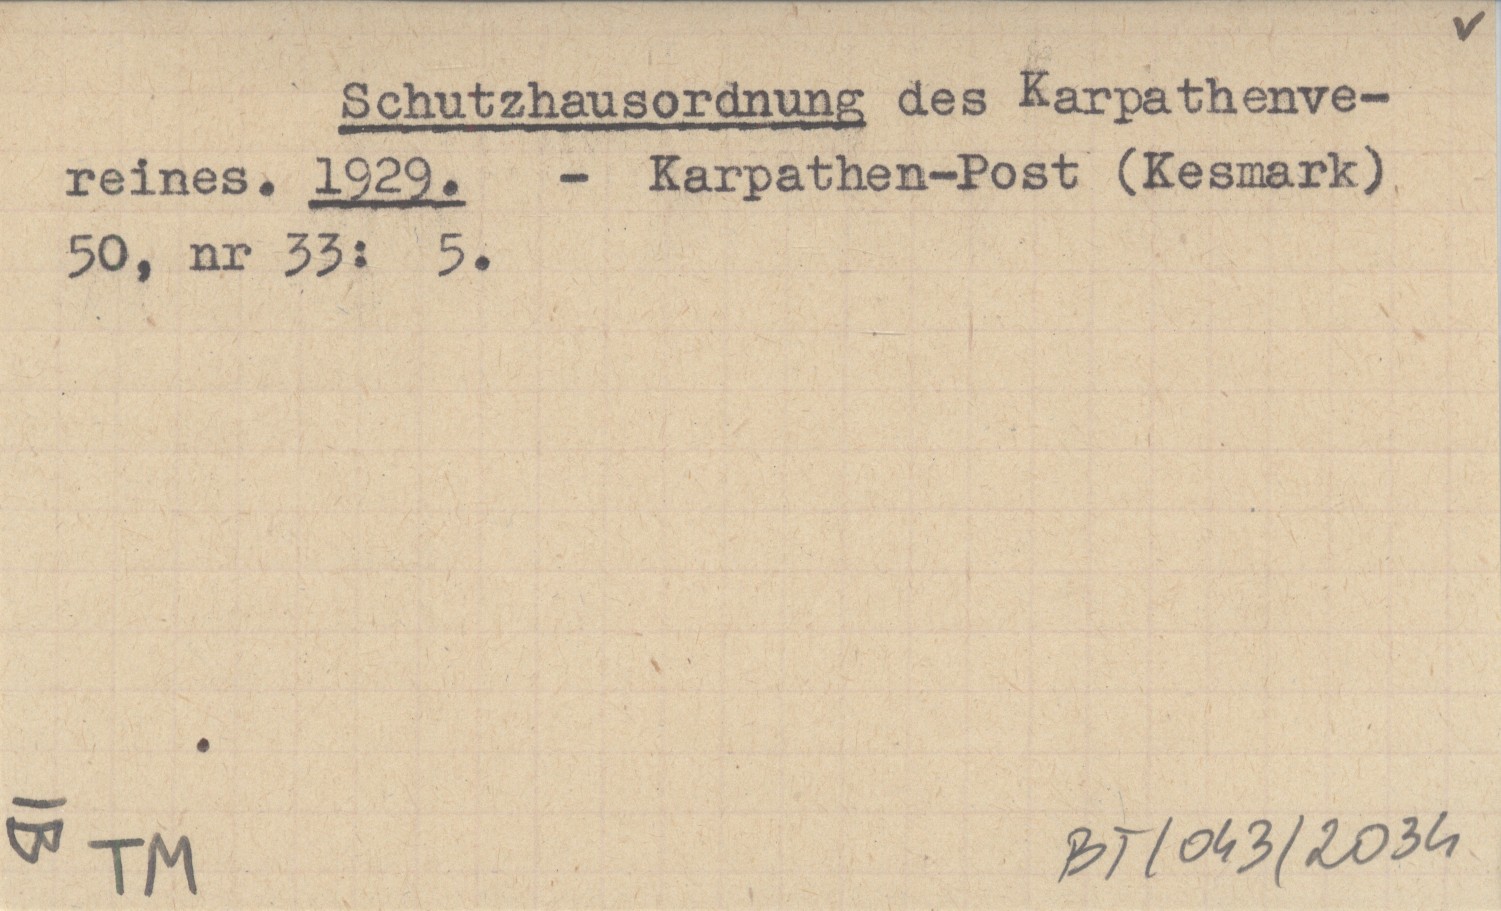 ✓
Schutzhausordnung des Karpathenve-
reines. 1929. - Karpathen-Post (Kesmark)
50, nr 33: 5.
TM
BT/043/2034